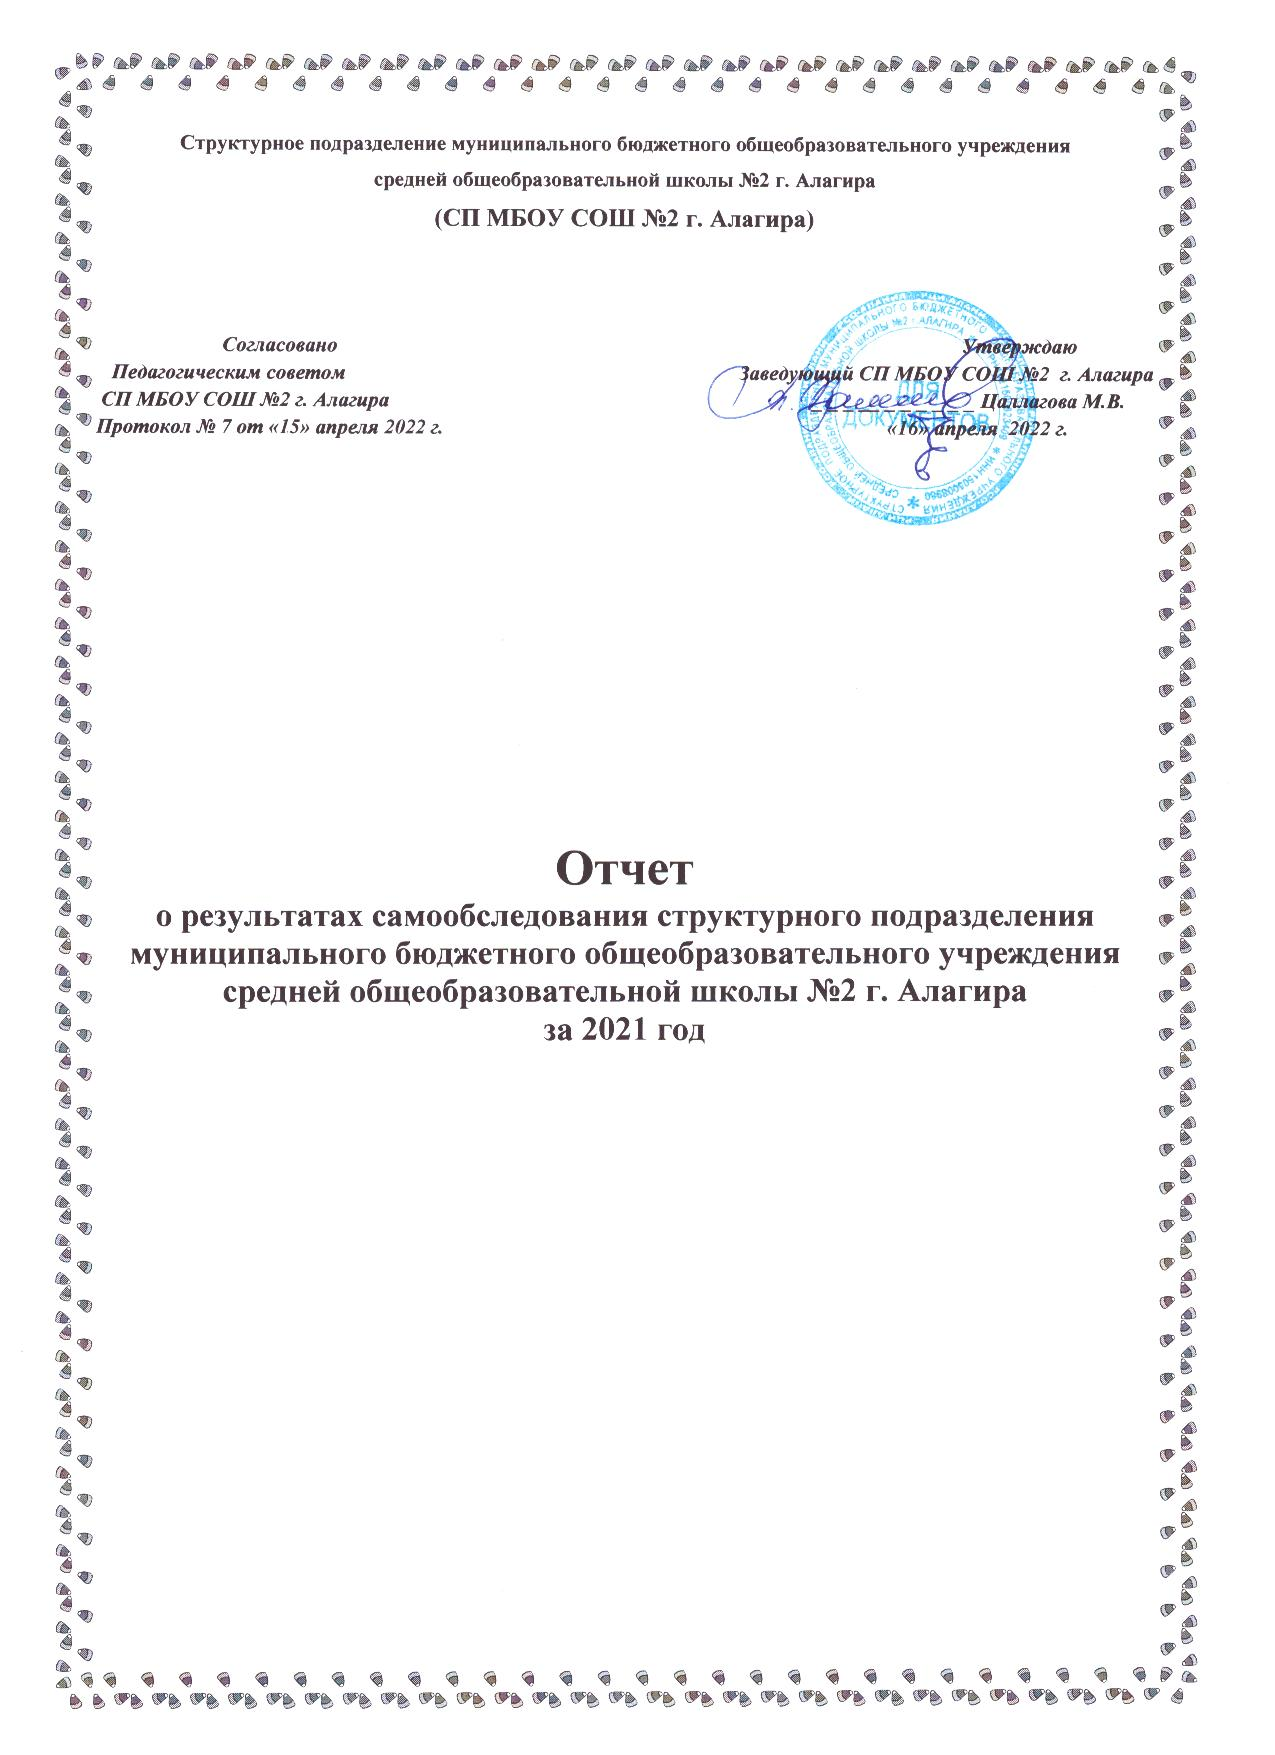 Структурное подразделение муниципального бюджетного общеобразовательного учреждения
средней общеобразовательной школы №2 г. Алагира
(СП МБОУ СОШ №2 г. Алагира)
Согласовано
Педагогическим советом
СП МБОУ СОШ №2 г. Алагира
Протокол № 7 от «15» апреля 2022 г.
Утверждаю
Заведующий СП МБОУ СОШ №2 г. Алагира
Цаллагова М.В.
«16» апреля 2022 г.
ДЛЯ
ДОКУМЕНТОВ
Отчет
о результатах самообследования структурного подразделения
муниципального бюджетного общеобразовательного учреждения
средней общеобразовательной школы №2 г. Алагира
за 2021 год